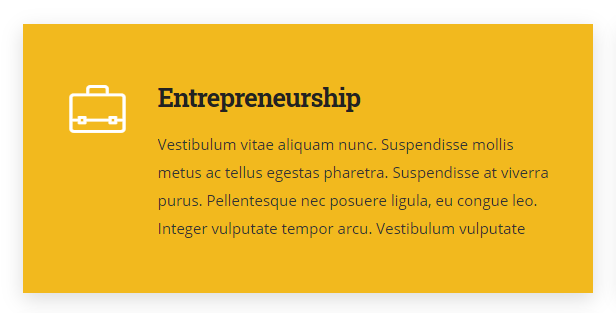 Entrepreneurship
Vestibulum vitae aliquam nunc. Suspendisse mollis
metus ac tellus egestas pharetra. Suspendisse at viverra
purus. Pellentesque nec posuere ligula, eu congue leo.
Integer vulputate tempor arcu. Vestibulum vulputate